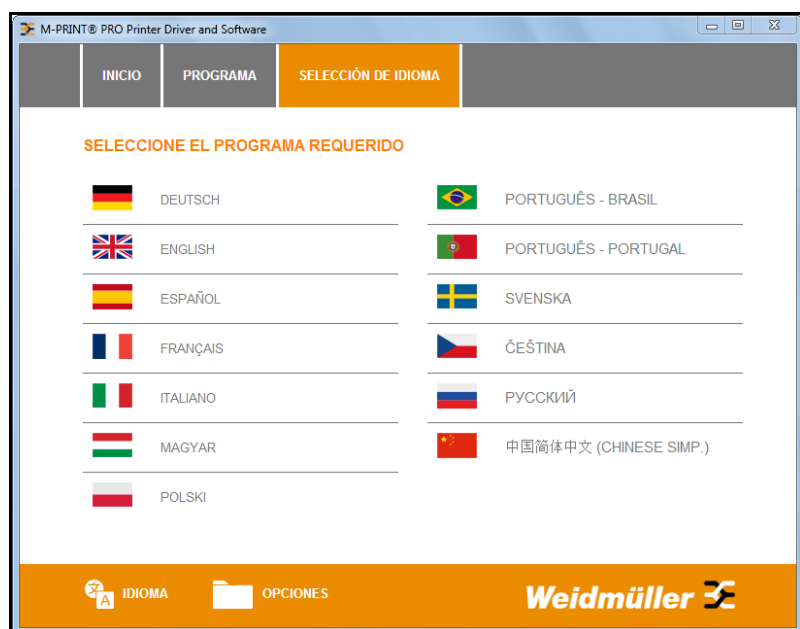 M-PRINT® PRO Printer Driver and Software
INICIO
PROGRAMA
SELECCIÓN DE IDIOMA
SELECCIONE EL PROGRAMA REQUERIDO
DEUTSCH
ENGLISH
ESPAÑOL
FRANÇAIS
ITALIANO
MAGYAR
POLSKI
PORTUGUÊS - BRASIL
PORTUGUÊS - PORTUGAL
SVENSKA
ČEŠTINA
РУССКИЙ
中国简体中文 (CHINESE SIMP.)
IDIOMA
OPCIONES
Weidmüller